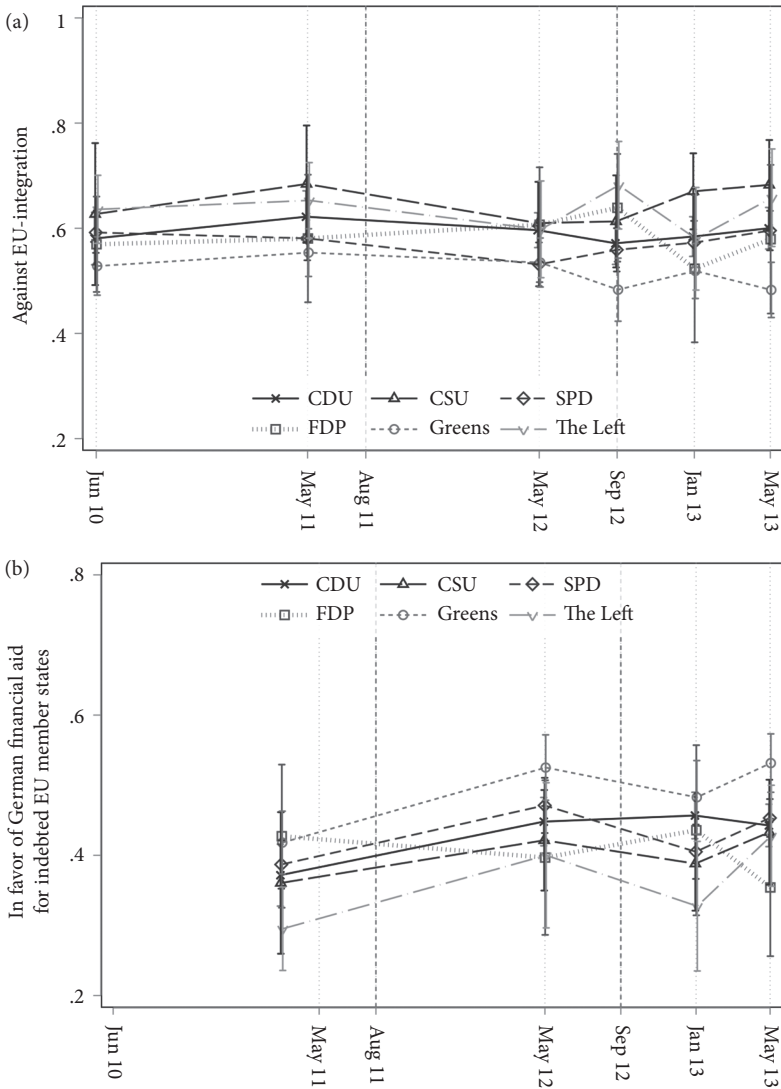 (a)
1
.8
.6
.4
.2
Against EU-integration
CDU CSU SPD
FDP Greens The Left
Jun 10
May 11
Aug 11
May 12
Sep 12
Jan 13
May 13
(b)
.8
.6
.4
.2
In favor of German financial aid
for indebted EU member states
CDU CSU SPD
FDP Greens The Left
Jun 10
May 11
Aug 11
May 12
Sep 12
Jan 13
May 13